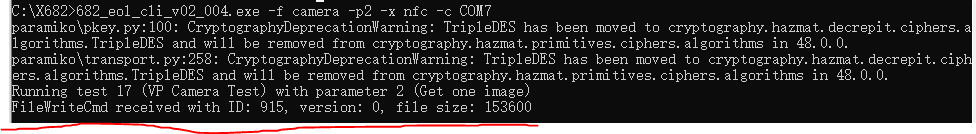 C:\X682>682_eol_cli_v02_004.exe -f camera -p2 -x nfc -c COM7
paramiko\pkey.py:100: CryptographyDeprecationWarning: TripleDES has been moved to cryptography.hazmat.decrepit.ciphers.a
lgorithms.TripleDES and will be removed from cryptography.hazmat.primitives.ciphers.algorithms in 48.0.0.
paramiko\transport.py:258: CryptographyDeprecationWarning: TripleDES has been moved to cryptography.hazmat.decrepit.ciph
ers.algorithms.TripleDES and will be removed from cryptography.hazmat.primitives.ciphers.algorithms in 48.0.0.
Running test 17 (VP Camera Test) with parameter 2 (Get one image)
FileWriteCmd received with ID: 915, version: 0, file size: 153600